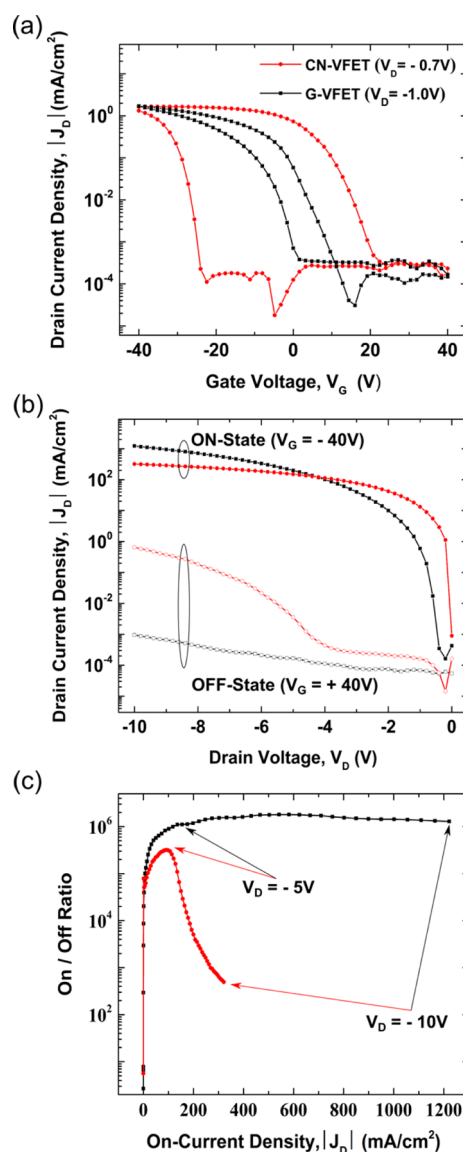 (a)
CN-VFET (V_D = - 0.7V)
G-VFET (V_D= -1.0V)
Drain Current Density, |J_D| (mA/cm²)
10⁰
10⁻²
10⁻⁴
-40 -20 0 20 40
Gate Voltage, V_G (V)
(b)
ON-State (V_G = - 40V)
OFF-State (V_G = + 40V)
Drain Current Density, |J_D| (mA/cm²)
10²
10⁰
10⁻²
10⁻⁴
-10 -8 -6 -4 -2 0
Drain Voltage, V_D (V)
(c)
On / Off Ratio
10⁶
10⁴
10²
V_D = - 5V
V_D = - 10V
0 200 400 600 800 1000 1200
On-Current Density, |J_D| (mA/cm²)